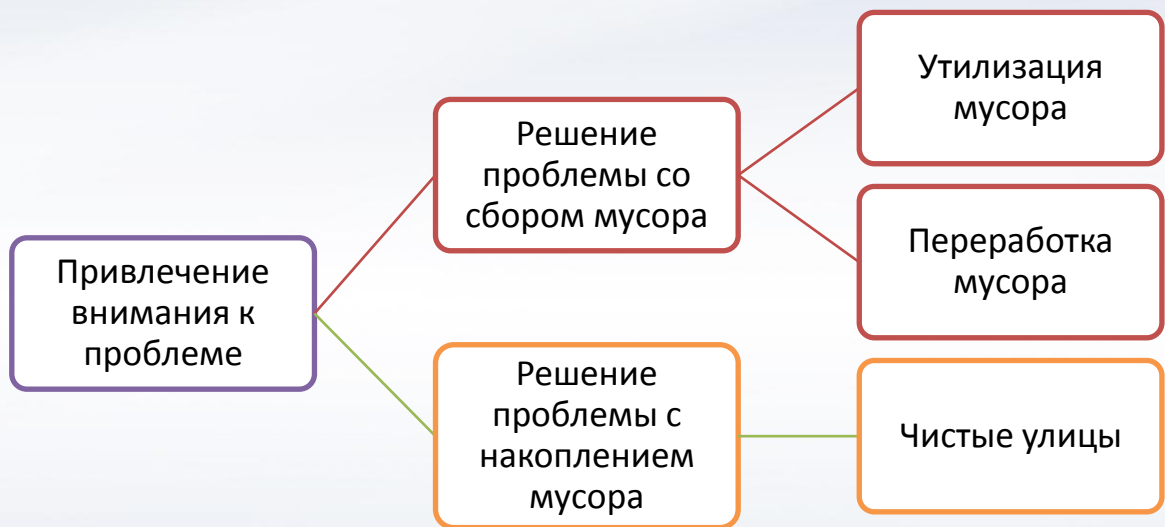 Привлечение
внимания к
проблеме
Решение
проблемы со
сбором мусора
Утилизация
мусора
Переработка
мусора
Решение
проблемы с
накоплением
мусора
Чистые улицы